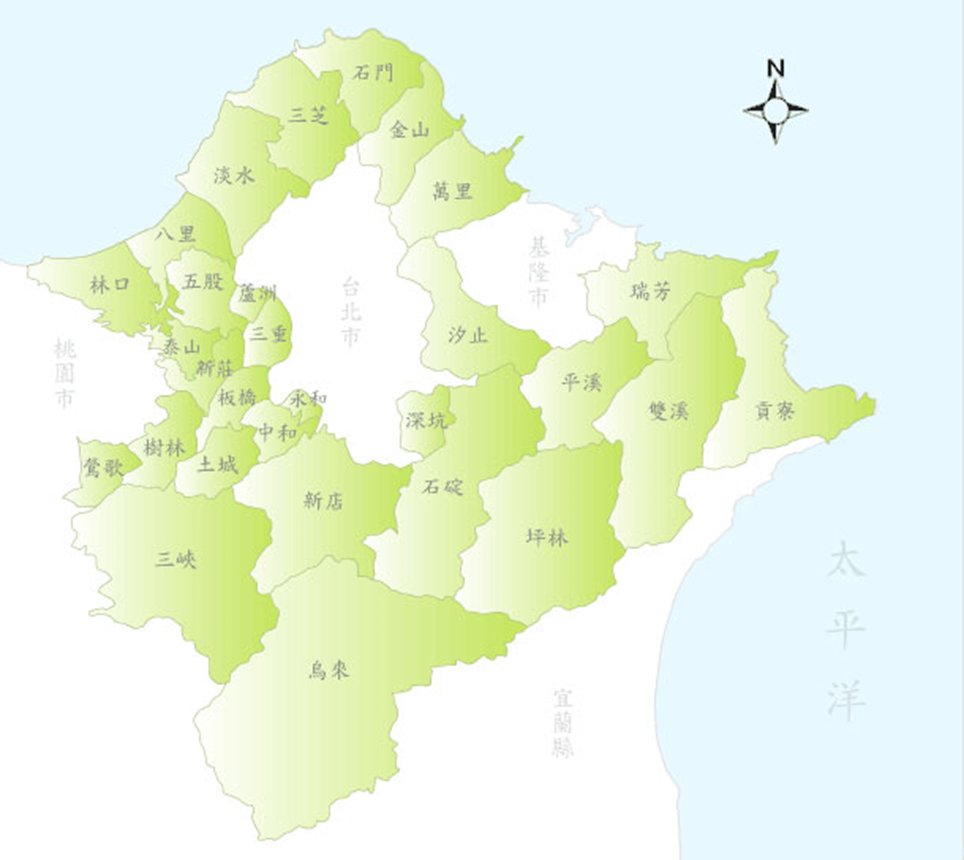 N
石門
三芝
金山
淡水
萬里
八里
基隆市
林口
五股
蘆洲
台北市
瑞芳
三重
汐止
泰山
桃園市
新莊
平溪
板橋
永和
深坑
雙溪
貢寮
中和
樹林
土城
鶯歌
石碇
新店
坪林
三峽
太平洋
烏來
宜蘭縣